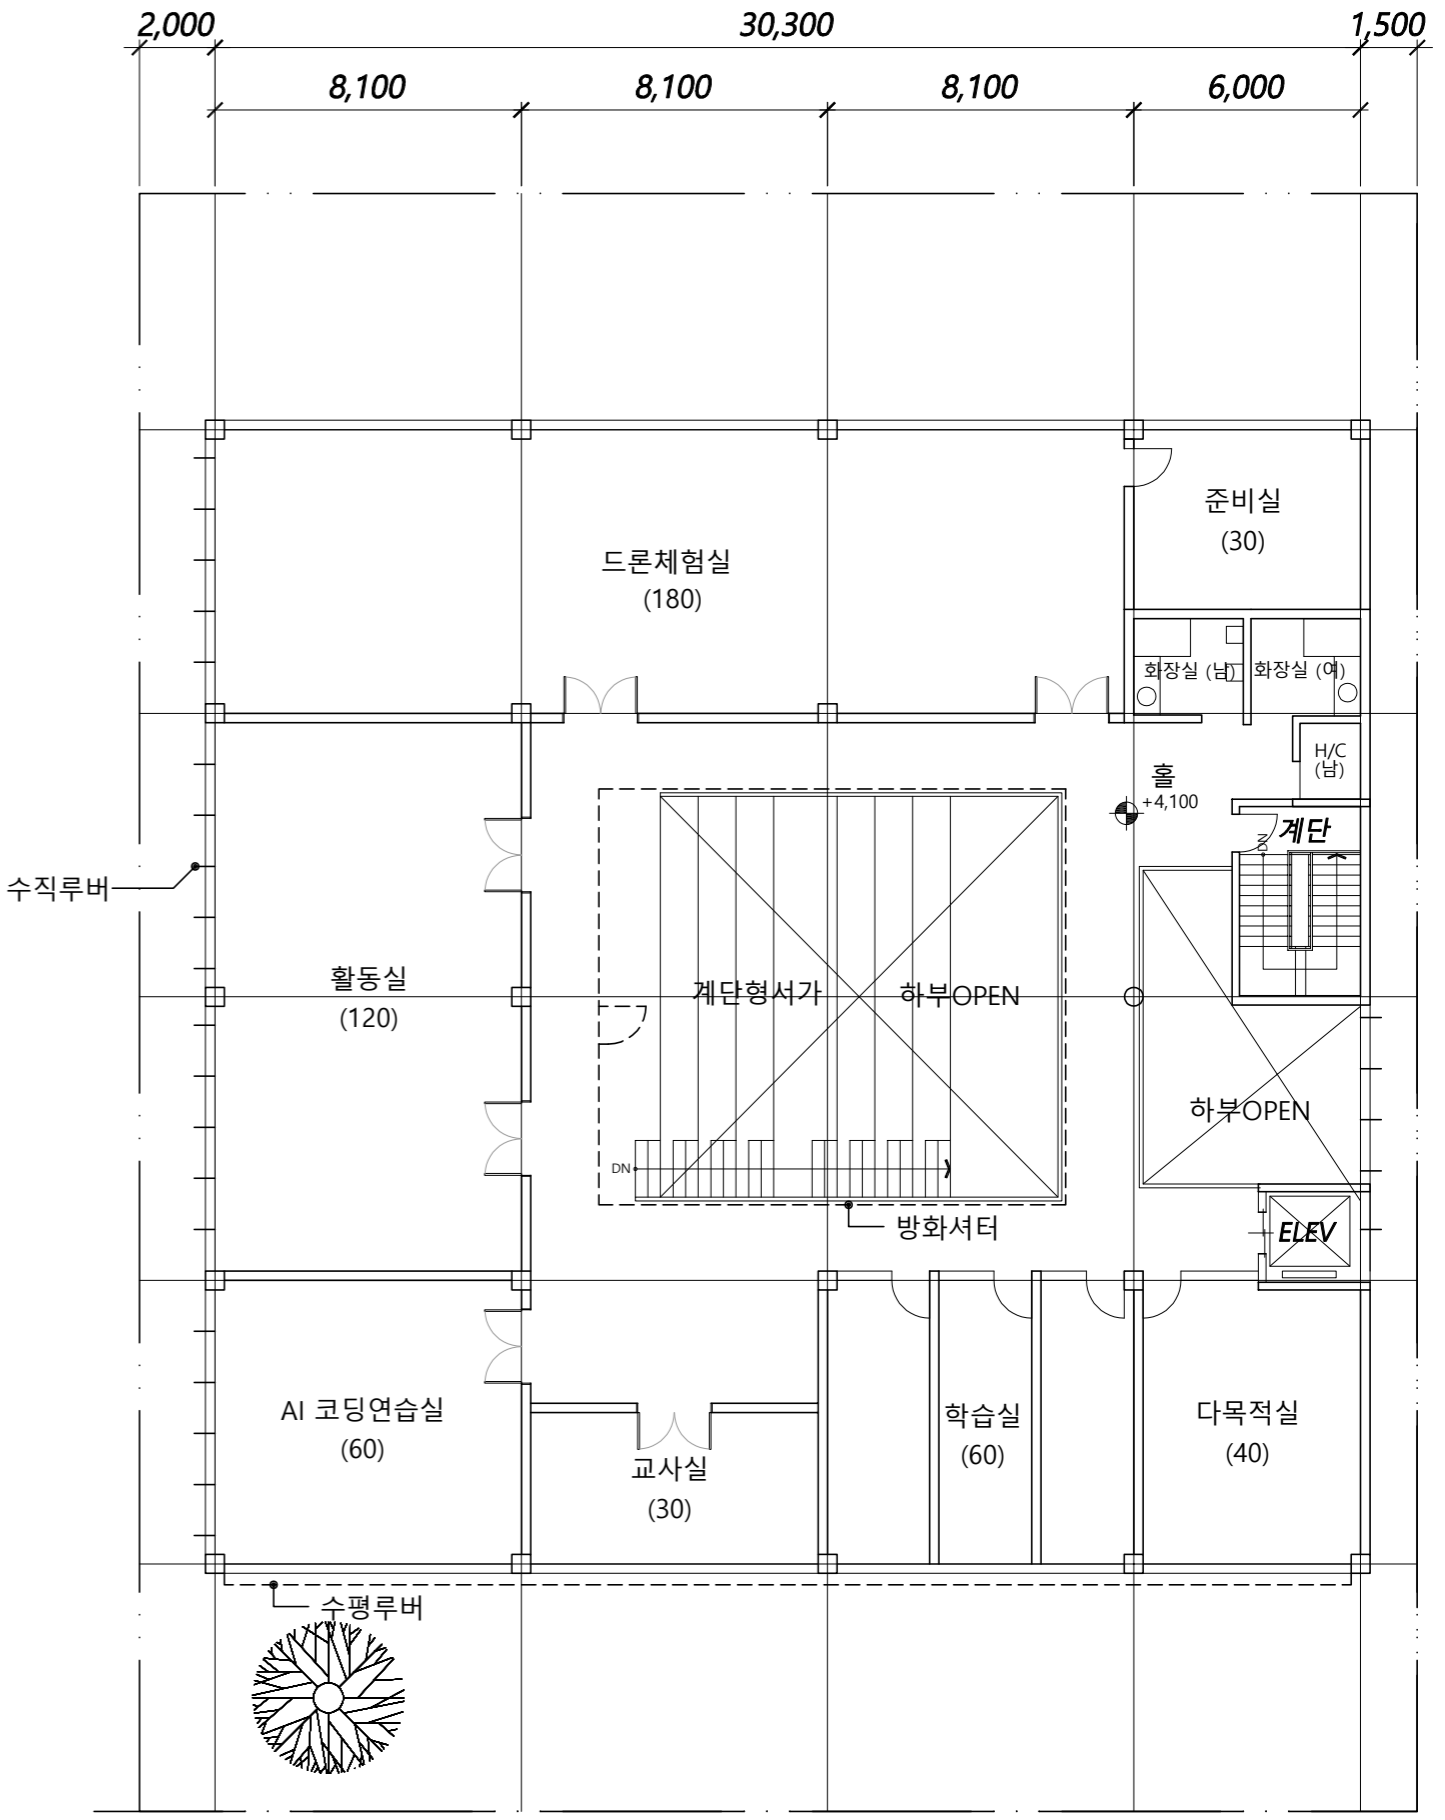 2,000
30,300
1,500
8,100
8,100
8,100
6,000
준비실
(30)
드론체험실
(180)
화장실 (남)
화장실 (여)
H/C
(남)
홀
+4,100
계단
DN
수직루버
활동실
(120)
계단형서가
하부OPEN
하부OPEN
DN
방화셔터
ELEV
AI 코딩연습실
(60)
교사실
(30)
학습실
(60)
다목적실
(40)
수평루버